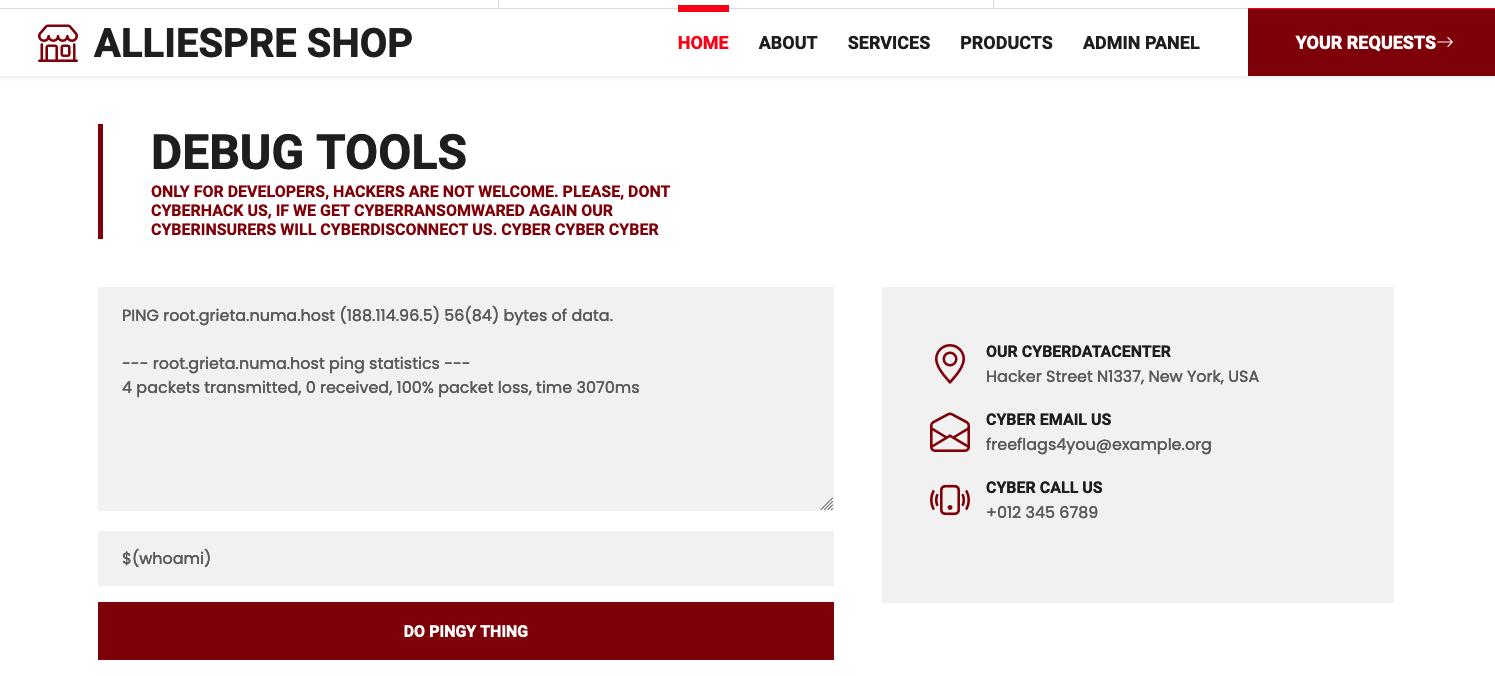 ALLIESPRE SHOP
HOME ABOUT SERVICES PRODUCTS ADMIN PANEL YOUR REQUESTS→
DEBUG TOOLS
ONLY FOR DEVELOPERS, HACKERS ARE NOT WELCOME. PLEASE, DONT
CYBERHACK US, IF WE GET CYBERRANSOMWARED AGAIN OUR
CYBERINSURERS WILL CYBERDISCONNECT US. CYBER CYBER CYBER
PING root.grieta.numa.host (188.114.96.5) 56(84) bytes of data.
--- root.grieta.numa.host ping statistics ---
4 packets transmitted, 0 received, 100% packet loss, time 3070ms
$(whoami)
DO PINGY THING
OUR CYBERDATACENTER
Hacker Street N1337, New York, USA
CYBER EMAIL US
freeflags4you@example.org
CYBER CALL US
+012 345 6789